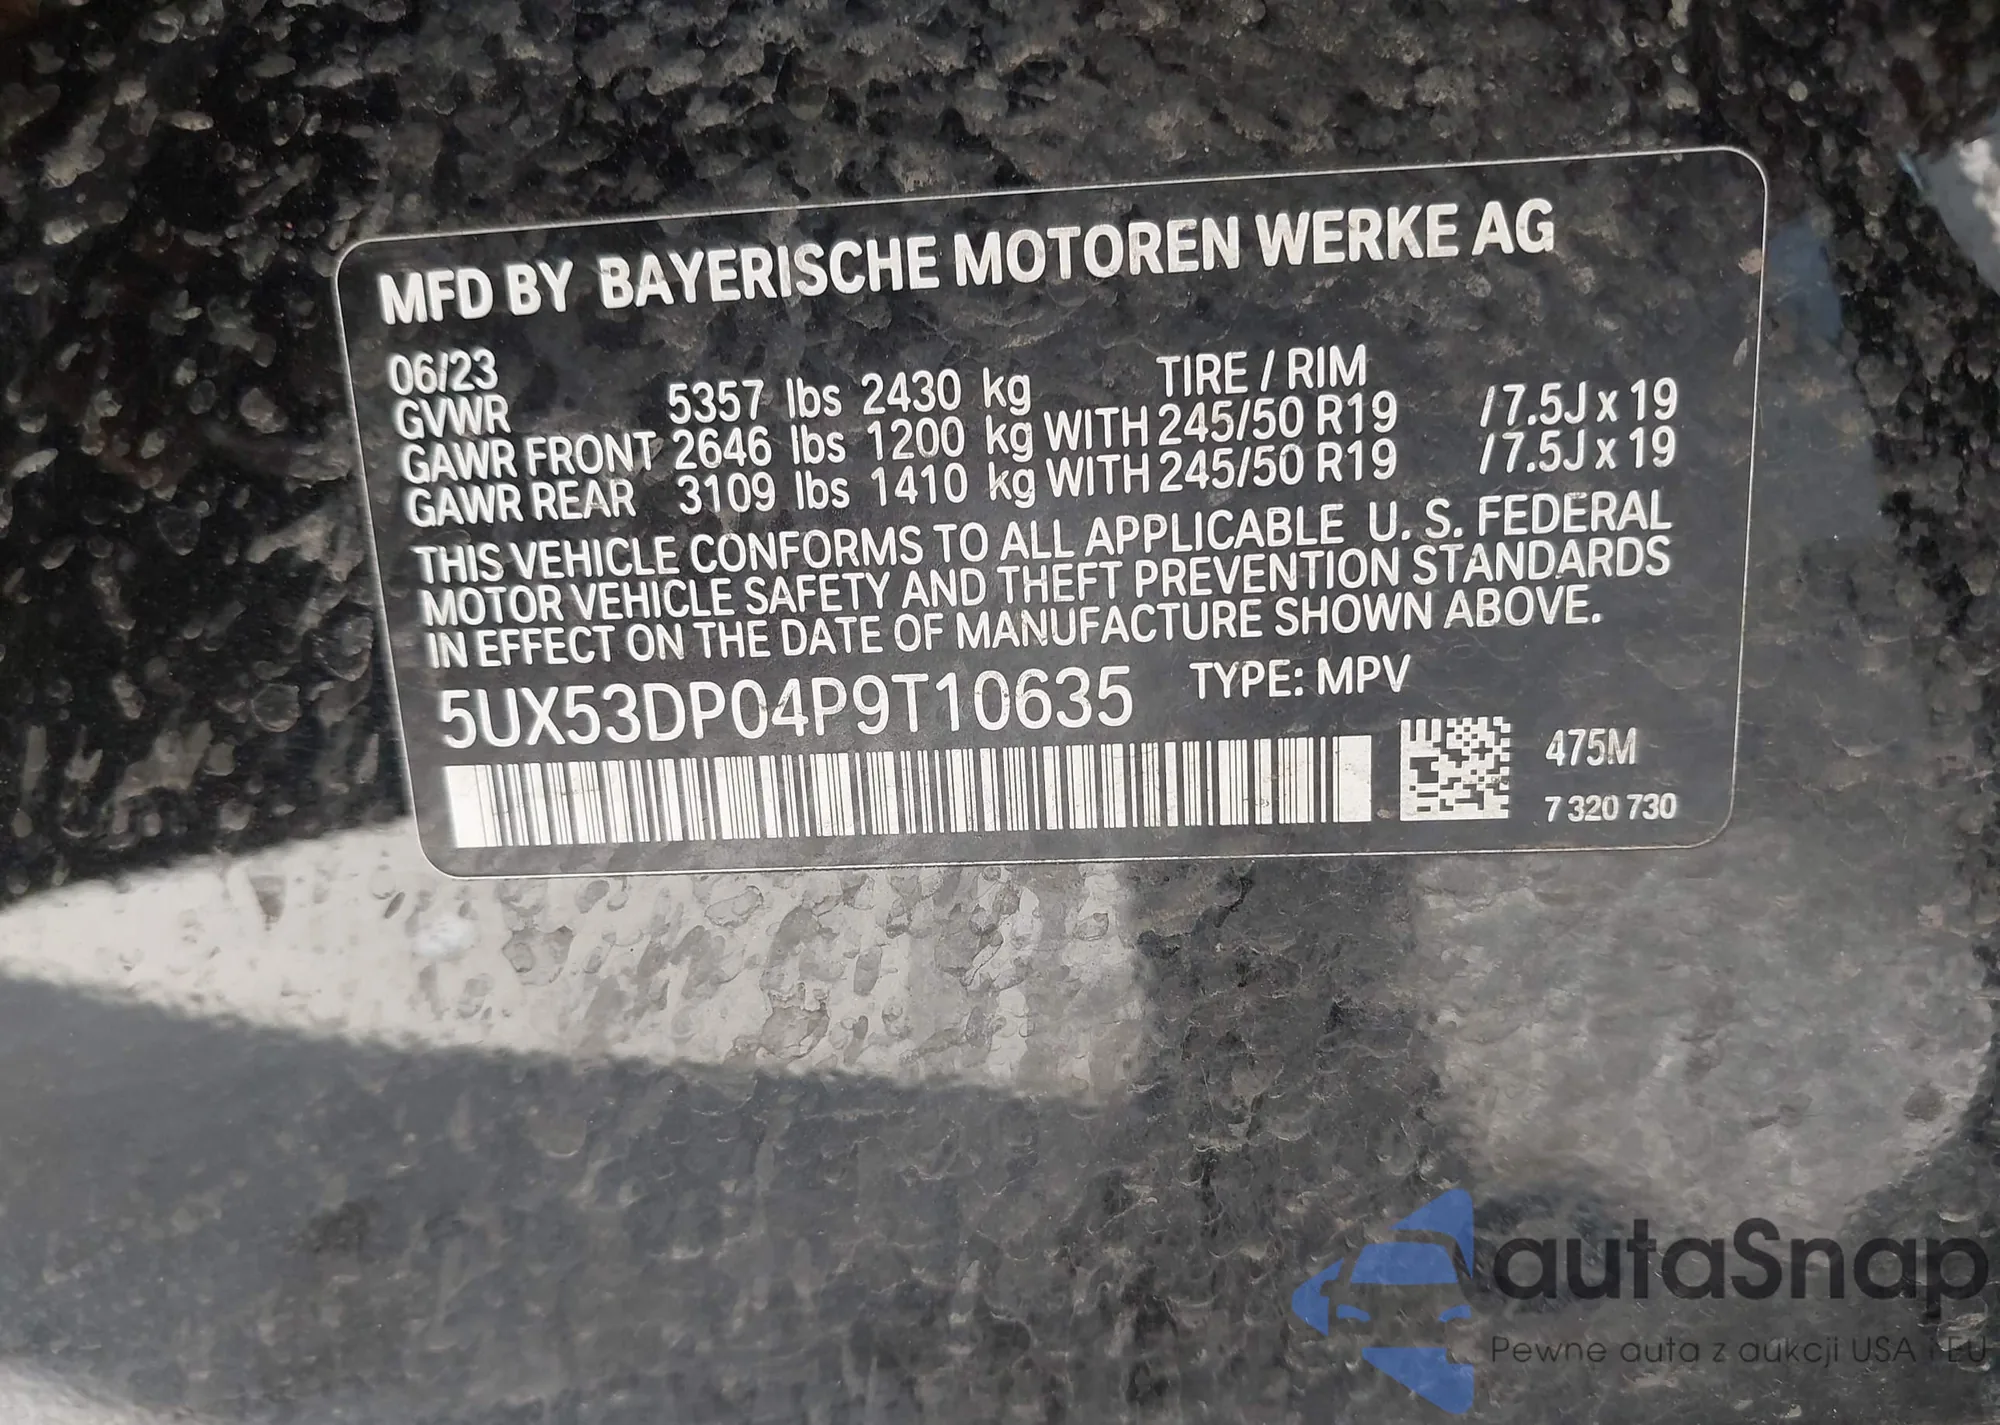 MFD BY BAYERISCHE MOTOREN WERKE AG
06/23 TIRE / RIM
GVWR 5357 lbs 2430 kg
GAWR FRONT 2646 lbs 1200 kg WITH 245/50 R19 /7.5J x 19
GAWR REAR 3109 lbs 1410 kg WITH 245/50 R19 /7.5J x 19
THIS VEHICLE CONFORMS TO ALL APPLICABLE U. S. FEDERAL
MOTOR VEHICLE SAFETY AND THEFT PREVENTION STANDARDS
IN EFFECT ON THE DATE OF MANUFACTURE SHOWN ABOVE.
5UX53DP04P9T10635 TYPE: MPV
475M
7 320 730
autaSnap
Pewne auta z aukcji USA i EU